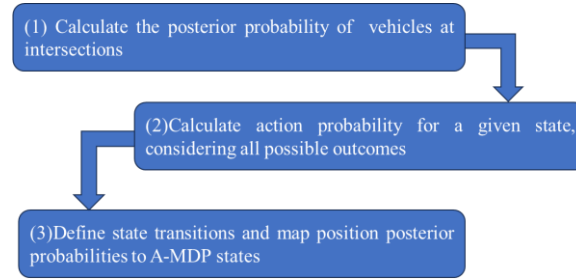 (1) Calculate the posterior probability of vehicles at
intersections
(2)Calculate action probability for a given state,
considering all possible outcomes
(3)Define state transitions and map position posterior
probabilities to A-MDP states